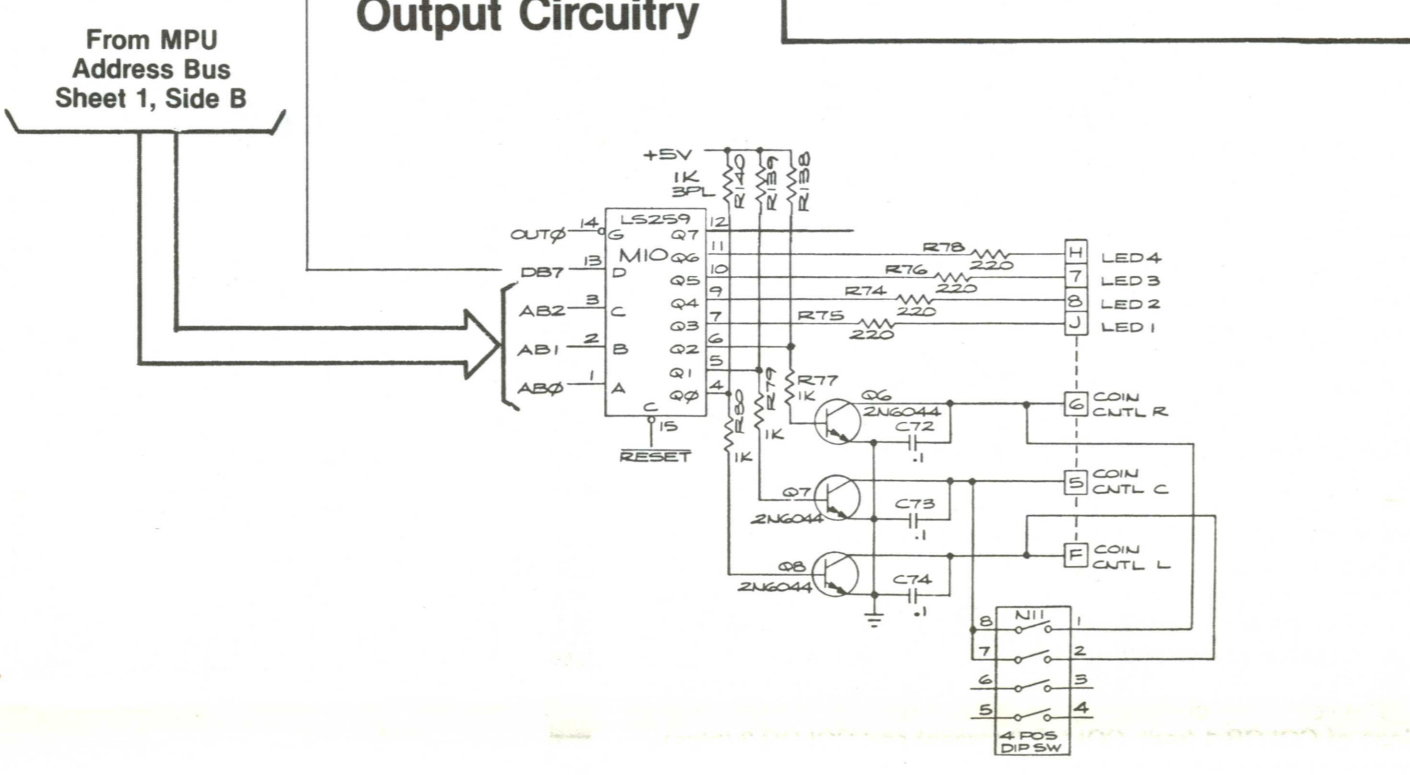 Output Circuitry
From MPU
Address Bus
Sheet 1, Side B
+5V
1K
3PL
R140
R139
R138
LS259
M10
OUTØ
14
G
DB7
13
D
AB2
3
C
AB1
2
B
AB0
1
A
C
15
RESET
Q7
12
Q6
11
Q5
10
Q4
9
Q3
7
Q2
6
Q1
5
QØ
4
R78
220
H
LED4
R76
220
7
LED3
R74
220
8
LED2
R75
220
J
LED1
R77
1K
R79
1K
R80
1K
Q6
2N6044
C72
.1
6
COIN
CNTL R
Q7
2N6044
C73
.1
5
COIN
CNTL C
Q8
2N6044
C74
.1
F
COIN
CNTL L
N11
8
1
7
2
6
3
5
4
4 POS
DIP SW